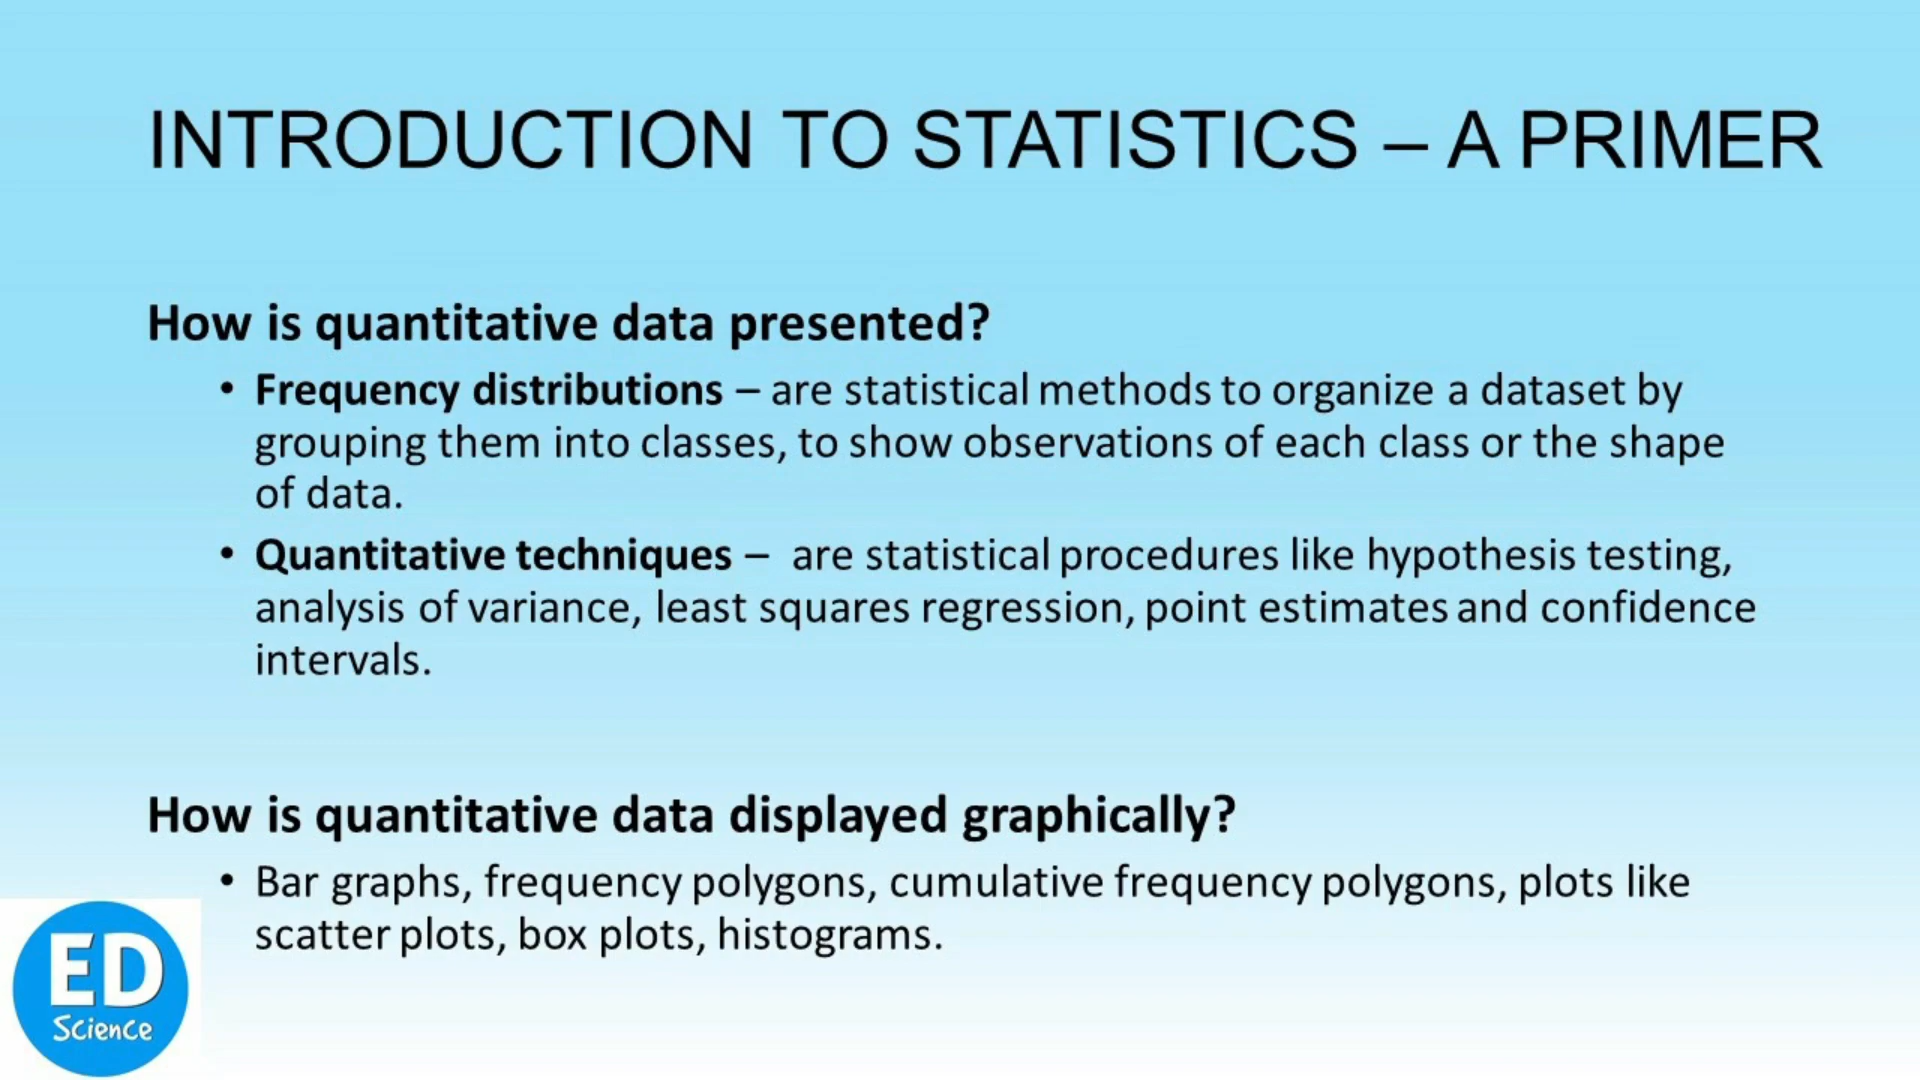 INTRODUCTION TO STATISTICS – A PRIMER
How is quantitative data presented?
• Frequency distributions – are statistical methods to organize a dataset by
grouping them into classes, to show observations of each class or the shape
of data.
• Quantitative techniques – are statistical procedures like hypothesis testing,
analysis of variance, least squares regression, point estimates and confidence
intervals.
How is quantitative data displayed graphically?
• Bar graphs, frequency polygons, cumulative frequency polygons, plots like
scatter plots, box plots, histograms.
ED
Science